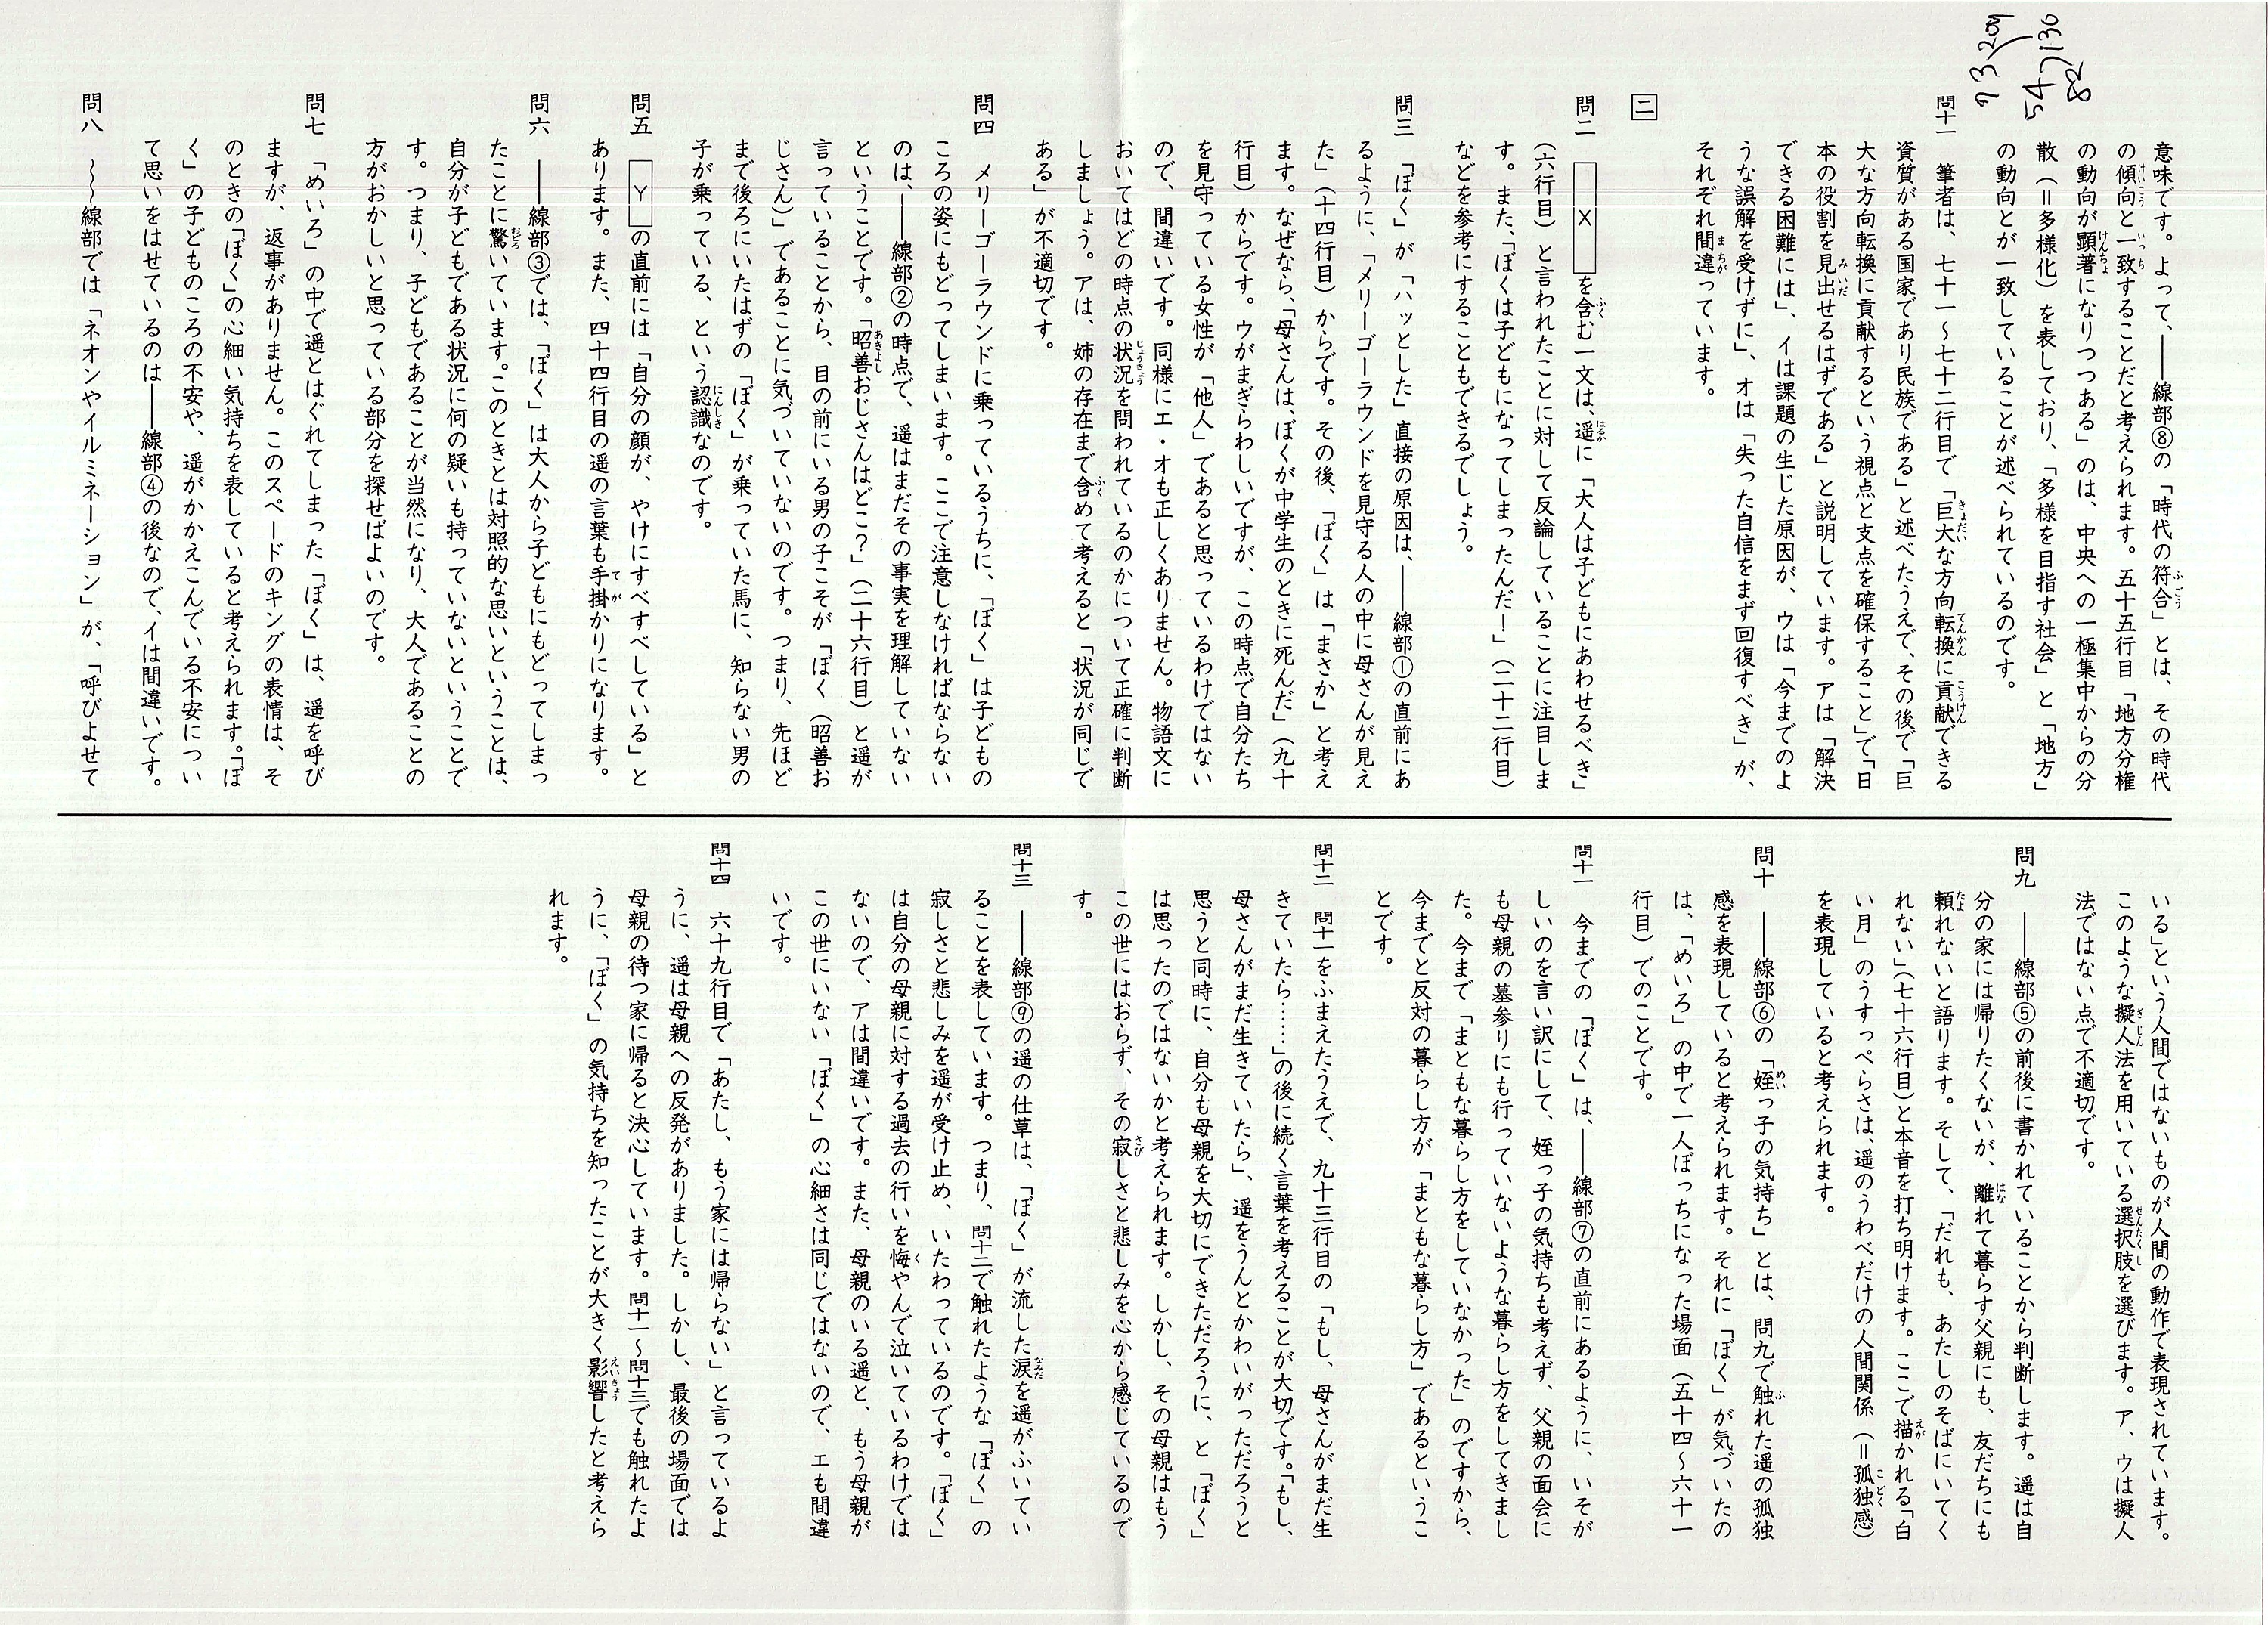 意味です。よって、――線部⑧の「時代の符合」とは、その時代
の傾向と一致することだと考えられます。五十五行目「地方分権
の動向が顕著になりつつある」のは、中央への一極集中からの分
散（＝多様化）を表しており、「多様を目指す社会」と「地方」
の動向とが一致していることが述べられているのです。
問十一　筆者は、七十一～七十二行目で「巨大な方向転換に貢献できる
資質がある国家であり民族である」と述べたうえで、その後で「巨
大な方向転換に貢献するという視点と支点を確保すること」で「日
本の役割を見出せるはずである」と説明しています。アは「解決
できる困難には」、イは課題の生じた原因が、ウは「今までのよ
うな誤解を受けずに」、オは「失った自信をまず回復すべき」が、
それぞれ間違っています。
二
問二　Xを含む一文は、遥に「大人は子どもにあわせるべき」
（六行目）と言われたことに対して反論していることに注目しま
す。また、「ぼくは子どもになってしまったんだ！」（二十二行目）
などを参考にすることもできるでしょう。
問三　「ぼく」が「ハッとした」直接の原因は、――線部①の直前にあ
るように、「メリーゴーラウンドを見守る人の中に母さんが見え
た」（十四行目）からです。その後、「ぼく」は「まさか」と考え
ます。なぜなら、「母さんは、ぼくが中学生のときに死んだ」（九十
行目）からです。ウがまぎらわしいですが、この時点で自分たち
を見守っている女性が「他人」であると思っているわけではない
ので、間違いです。同様にエ・オも正しくありません。物語文に
おいてはどの時点の状況を問われているのかについて正確に判断
しましょう。アは、姉の存在まで含めて考えると「状況が同じで
ある」が不適切です。
問四　メリーゴーラウンドに乗っているうちに、「ぼく」は子どもの
ころの姿にもどってしまいます。ここで注意しなければならない
のは、――線部②の時点で、遥はまだその事実を理解していない
ということです。「昭善おじさんはどこ？」（二十六行目）と遥が
言っていることから、目の前にいる男の子こそが「ぼく（昭善お
じさん）」であることに気づいていないのです。つまり、先ほど
まで後ろにいたはずの「ぼく」が乗っていた馬に、知らない男の
子が乗っている、という認識なのです。
問五　Yの直前には「自分の顔が、やけにすべすべしている」と
あります。また、四十四行目の遥の言葉も手掛かりになります。
問六　――線部③では、「ぼく」は大人から子どもにもどってしまっ
たことに驚いています。このときとは対照的な思いということは、
自分が子どもである状況に何の疑いも持っていないということで
す。つまり、子どもであることが当然になり、大人であることの
方がおかしいと思っている部分を探せばよいのです。
問七　「めいろ」の中で遥とはぐれてしまった「ぼく」は、遥を呼び
ますが、返事がありません。このスペードのキングの表情は、そ
のときの「ぼく」の心細い気持ちを表していると考えられます。「ぼ
く」の子どものころの不安や、遥がかかえこんでいる不安につい
て思いをはせているのは――線部④の後なので、イは間違いです。
問八　～～線部では「ネオンやイルミネーション」が、「呼びよせて
いる」という人間ではないものが人間の動作で表現されています。
このような擬人法を用いている選択肢を選びます。ア、ウは擬人
法ではない点で不適切です。
問九　――線部⑤の前後に書かれていることから判断します。遥は自
分の家には帰りたくないが、離れて暮らす父親にも、友だちにも
頼れないと語ります。そして、「だれも、あたしのそばにいてく
れない」（七十六行目）と本音を打ち明けます。ここで描かれる「白
い月」のうすっぺらさは、遥のうわべだけの人間関係（＝孤独感）
を表現していると考えられます。
問十　――線部⑥の「姪っ子の気持ち」とは、問九で触れた遥の孤独
感を表現していると考えられます。それに「ぼく」が気づいたの
は、「めいろ」の中で一人ぼっちになった場面（五十四～六十一
行目）でのことです。
問十一　今までの「ぼく」は、――線部⑦の直前にあるように、いそが
しいのを言い訳にして、姪っ子の気持ちも考えず、父親の面会に
も母親の墓参りにも行っていないような暮らし方をしてきまし
た。今まで「まともな暮らし方をしていなかった」のですから、
今までと反対の暮らし方が「まともな暮らし方」であるというこ
とです。
問十二　問十一をふまえたうえで、九十三行目の「もし、母さんがまだ生
きていたら……」の後に続く言葉を考えることが大切です。「もし、
母さんがまだ生きていたら」、遥をうんとかわいがっただろうと
思うと同時に、自分も母親を大切にできただろうに、と「ぼく」
は思ったのではないかと考えられます。しかし、その母親はもう
この世にはおらず、その寂しさと悲しみを心から感じているので
す。
問十三　――線部⑨の遥の仕草は、「ぼく」が流した涙を遥がふいてい
ることを表しています。つまり、問十二で触れたような「ぼく」の
寂しさと悲しみを遥が受け止め、いたわっているのです。「ぼく」
は自分の母親に対する過去の行いを悔やんで泣いているわけでは
ないので、アは間違いです。また、母親のいる遥と、もう母親が
この世にいない「ぼく」の心細さは同じではないので、エも間違
いです。
問十四　六十九行目で「あたし、もう家には帰らない」と言っているよ
うに、遥は母親への反発がありました。しかし、最後の場面では
母親の待つ家に帰ると決心しています。問十一～問十三でも触れたよ
うに、「ぼく」の気持ちを知ったことが大きく影響したと考えら
れます。